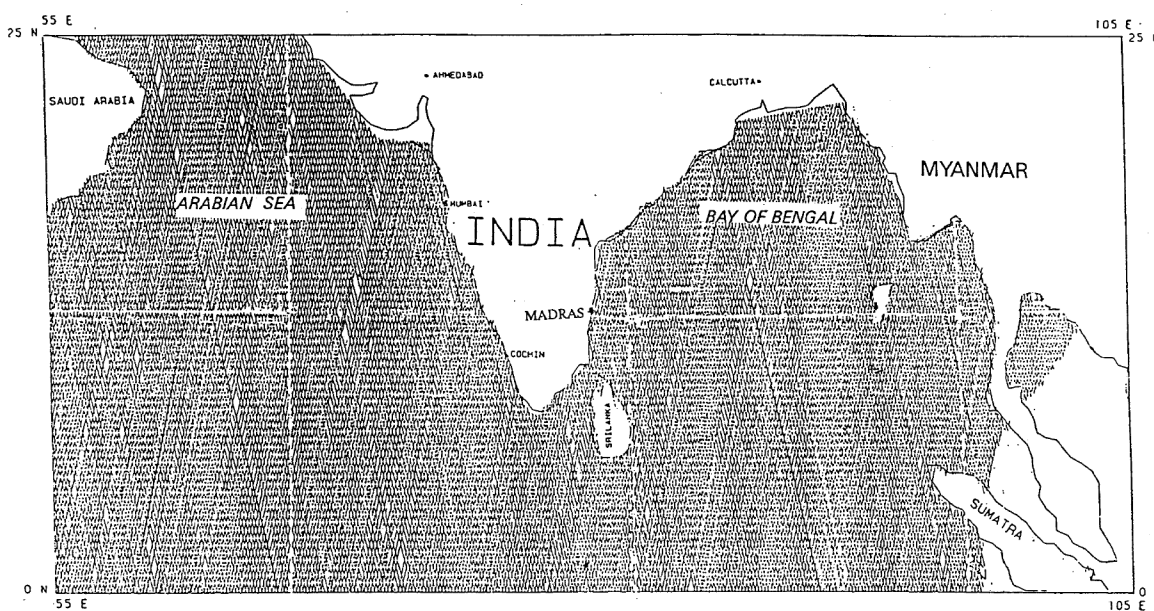 55 E
105 E
25 N
25
AHMEDABAD
CALCUTTA
SAUDI ARABIA
MYANMAR
ARABIAN SEA
MUMBAI
BAY OF BENGAL
INDIA
MADRAS
COCHIN
SRILANKA
SUMATRA
0 N
0
55 E
105 E